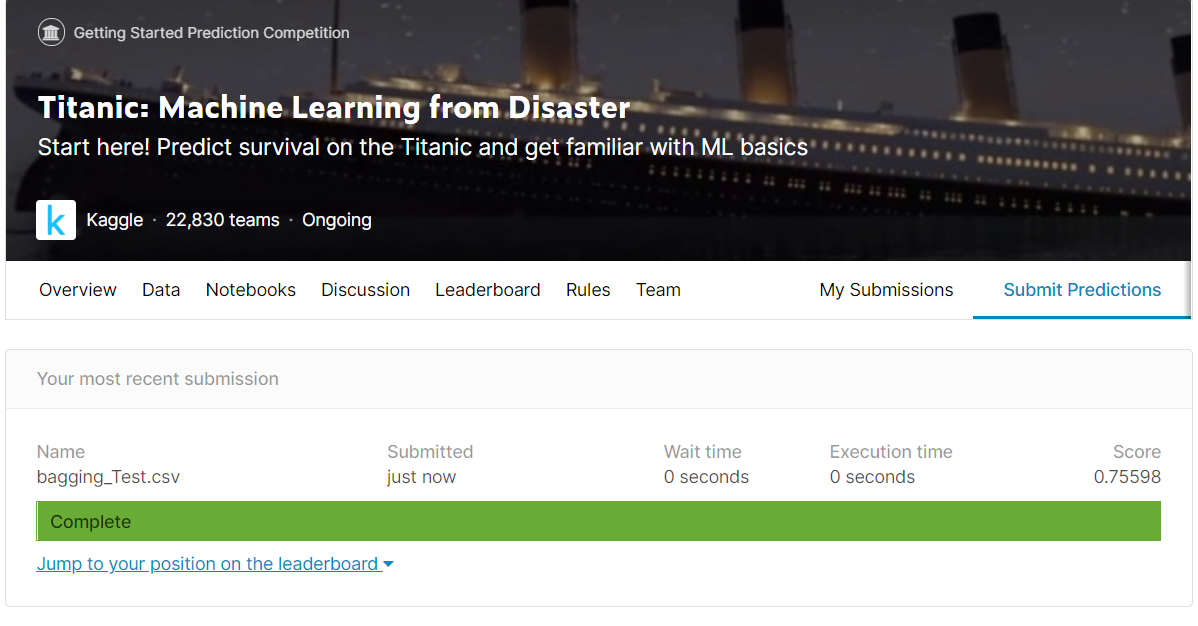 Getting Started Prediction Competition
Titanic: Machine Learning from Disaster
Start here! Predict survival on the Titanic and get familiar with ML basics
k Kaggle · 22,830 teams · Ongoing
Overview Data Notebooks Discussion Leaderboard Rules Team My Submissions Submit Predictions
Your most recent submission
Name Submitted Wait time Execution time Score
bagging_Test.csv just now 0 seconds 0 seconds 0.75598
Complete
Jump to your position on the leaderboard